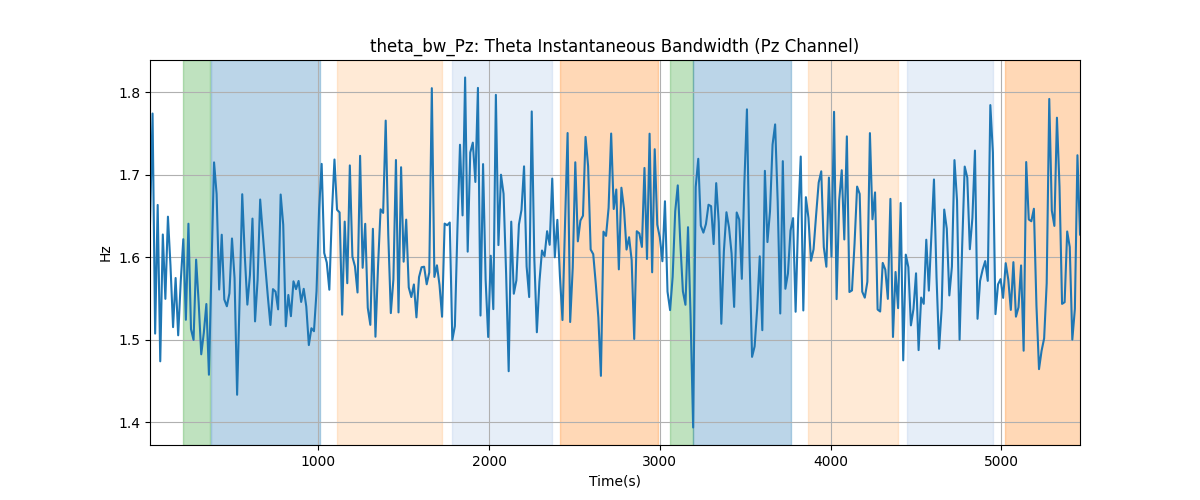 theta_bw_Pz: Theta Instantaneous Bandwidth (Pz Channel)
1.8
1.7
1.6
1.5
1.4
Hz
1000 2000 3000 4000 5000
Time(s)